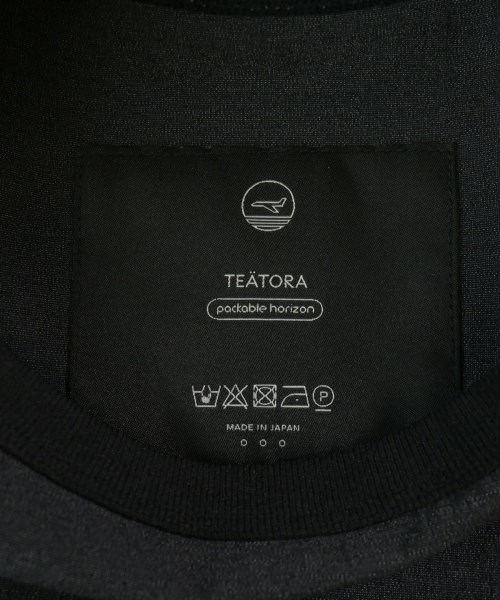 TEÄTORA
packable horizon
P
MADE IN JAPAN